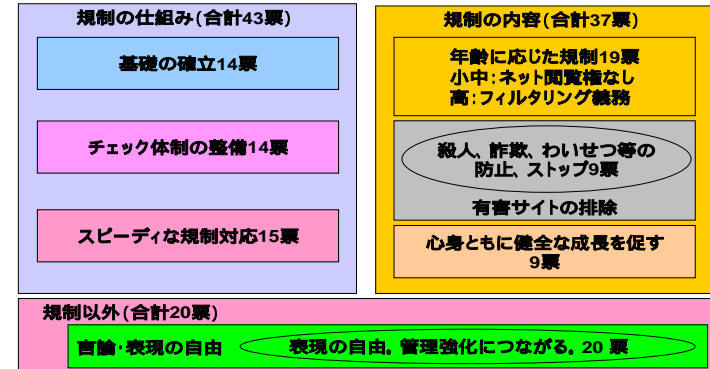 規制の仕組み(合計43票)
基礎の確立14票
チェック体制の整備14票
スピーディな規制対応15票
規制の内容(合計37票)
年齢に応じた規制19票
小中:ネット閲覧権なし
高:フィルタリング義務
殺人、詐欺、わいせつ等の
防止、ストップ9票
有害サイトの排除
心身ともに健全な成長を促す
9票
規制以外(合計20票)
言論・表現の自由
表現の自由。管理強化につながる。20 票